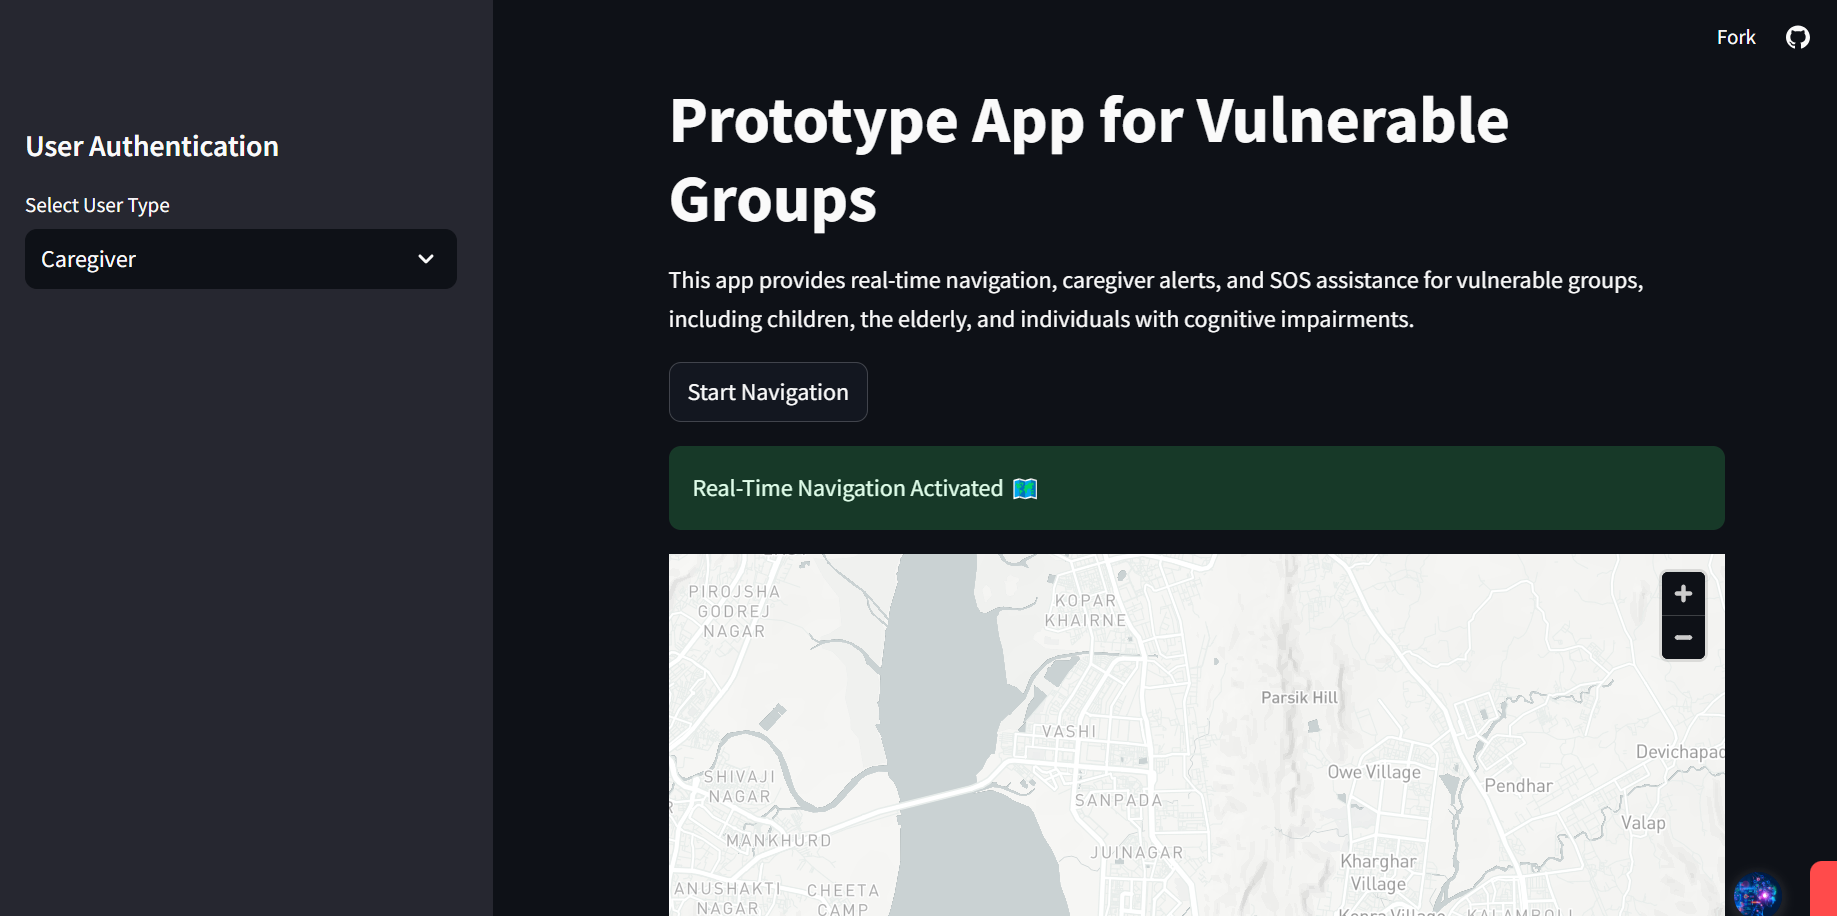 Fork
User Authentication
Select User Type
Caregiver
Prototype App for Vulnerable
Groups
This app provides real-time navigation, caregiver alerts, and SOS assistance for vulnerable groups,
including children, the elderly, and individuals with cognitive impairments.
Start Navigation
Real-Time Navigation Activated
PIROJSHA
GODREJ
NAGAR
KOPAR
KHAIRNE
Parsik Hill
VASHI
Devichapad
SHIVAJI
NAGAR
Owe Village
Pendhar
SANPADA
Valap
MANKHURD
JUINAGAR
Kharghar
Village
ANUSHAKTI
NAGAR
CHEETA
CAMP
Kopra Village
KALAMBOLI